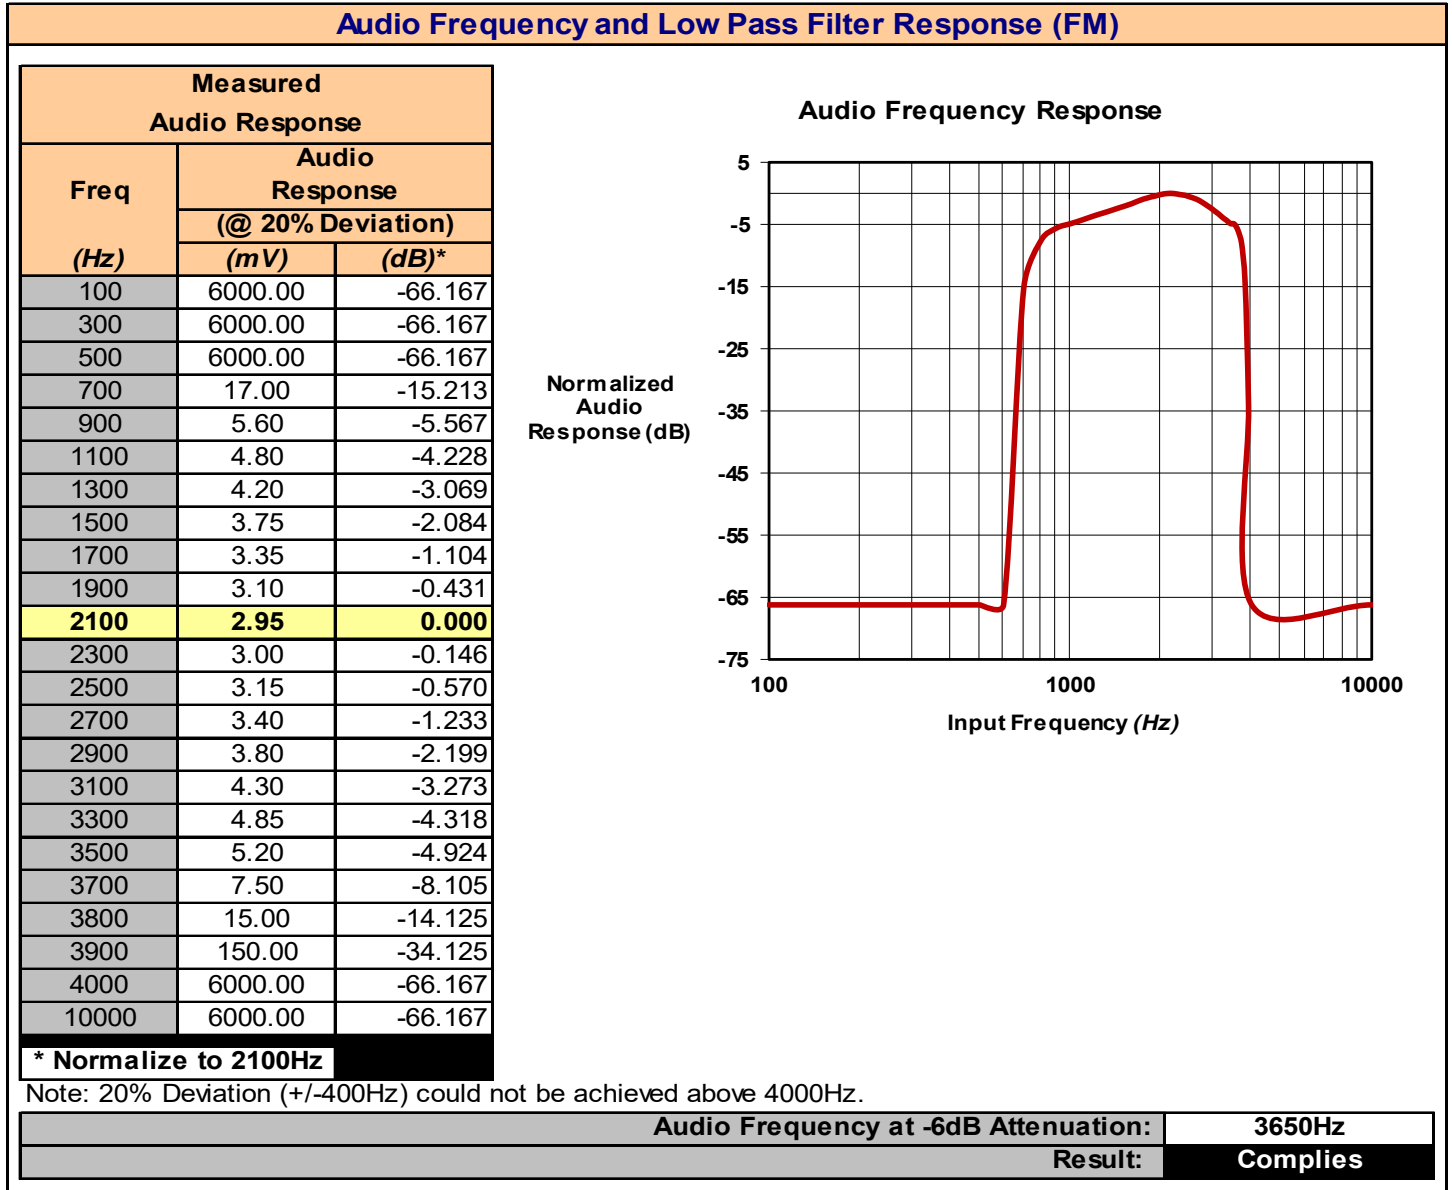 Audio Frequency and Low Pass Filter Response (FM)
Measured
Audio Response
Freq
Audio
Response
(@ 20% Deviation)
(Hz) (mV) (dB)*
100 6000.00 -66.167
300 6000.00 -66.167
500 6000.00 -66.167
700 17.00 -15.213
900 5.60 -5.567
1100 4.80 -4.228
1300 4.20 -3.069
1500 3.75 -2.084
1700 3.35 -1.104
1900 3.10 -0.431
2100 2.95 0.000
2300 3.00 -0.146
2500 3.15 -0.570
2700 3.40 -1.233
2900 3.80 -2.199
3100 4.30 -3.273
3300 4.85 -4.318
3500 5.20 -4.924
3700 7.50 -8.105
3800 15.00 -14.125
3900 150.00 -34.125
4000 6000.00 -66.167
10000 6000.00 -66.167
* Normalize to 2100Hz
Audio Frequency Response
Normalized
Audio
Response (dB)
5
-5
-15
-25
-35
-45
-55
-65
-75
100 1000 10000
Input Frequency (Hz)
Note: 20% Deviation (+/-400Hz) could not be achieved above 4000Hz.
Audio Frequency at -6dB Attenuation: 3650Hz
Result: Complies